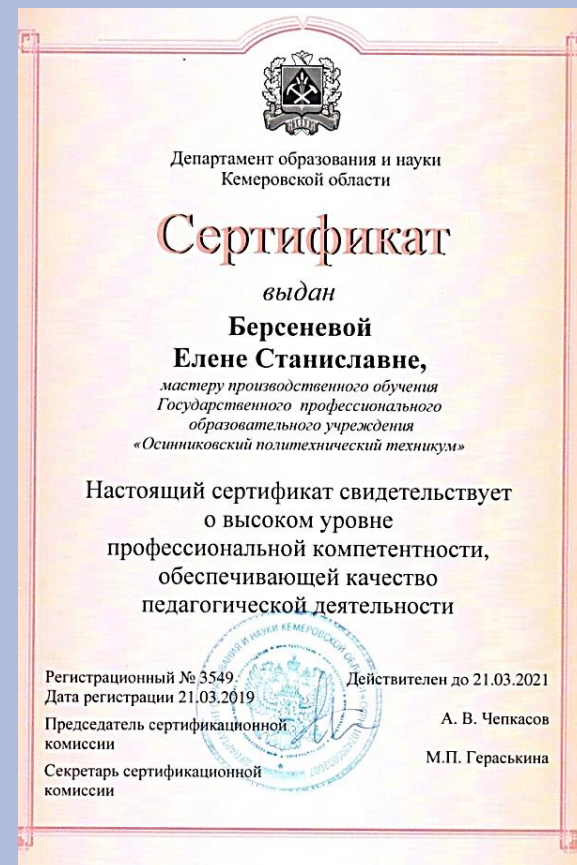 Департамент образования и науки
Кемеровской области
Сертификат
выдан
Берсеневой
Елене Станиславне,
мастеру производственного обучения
Государственного профессионального
образовательного учреждения
«Осинниковский политехнический техникум»
Настоящий сертификат свидетельствует
о высоком уровне
профессиональной компетентности,
обеспечивающей качество
педагогической деятельности
Регистрационный № 3549
Дата регистрации 21.03.2019
Действителен до 21.03.2021
Председатель сертификационной
комиссии
А. В. Чепкасов
Секретарь сертификационной
комиссии
М.П. Гераськина